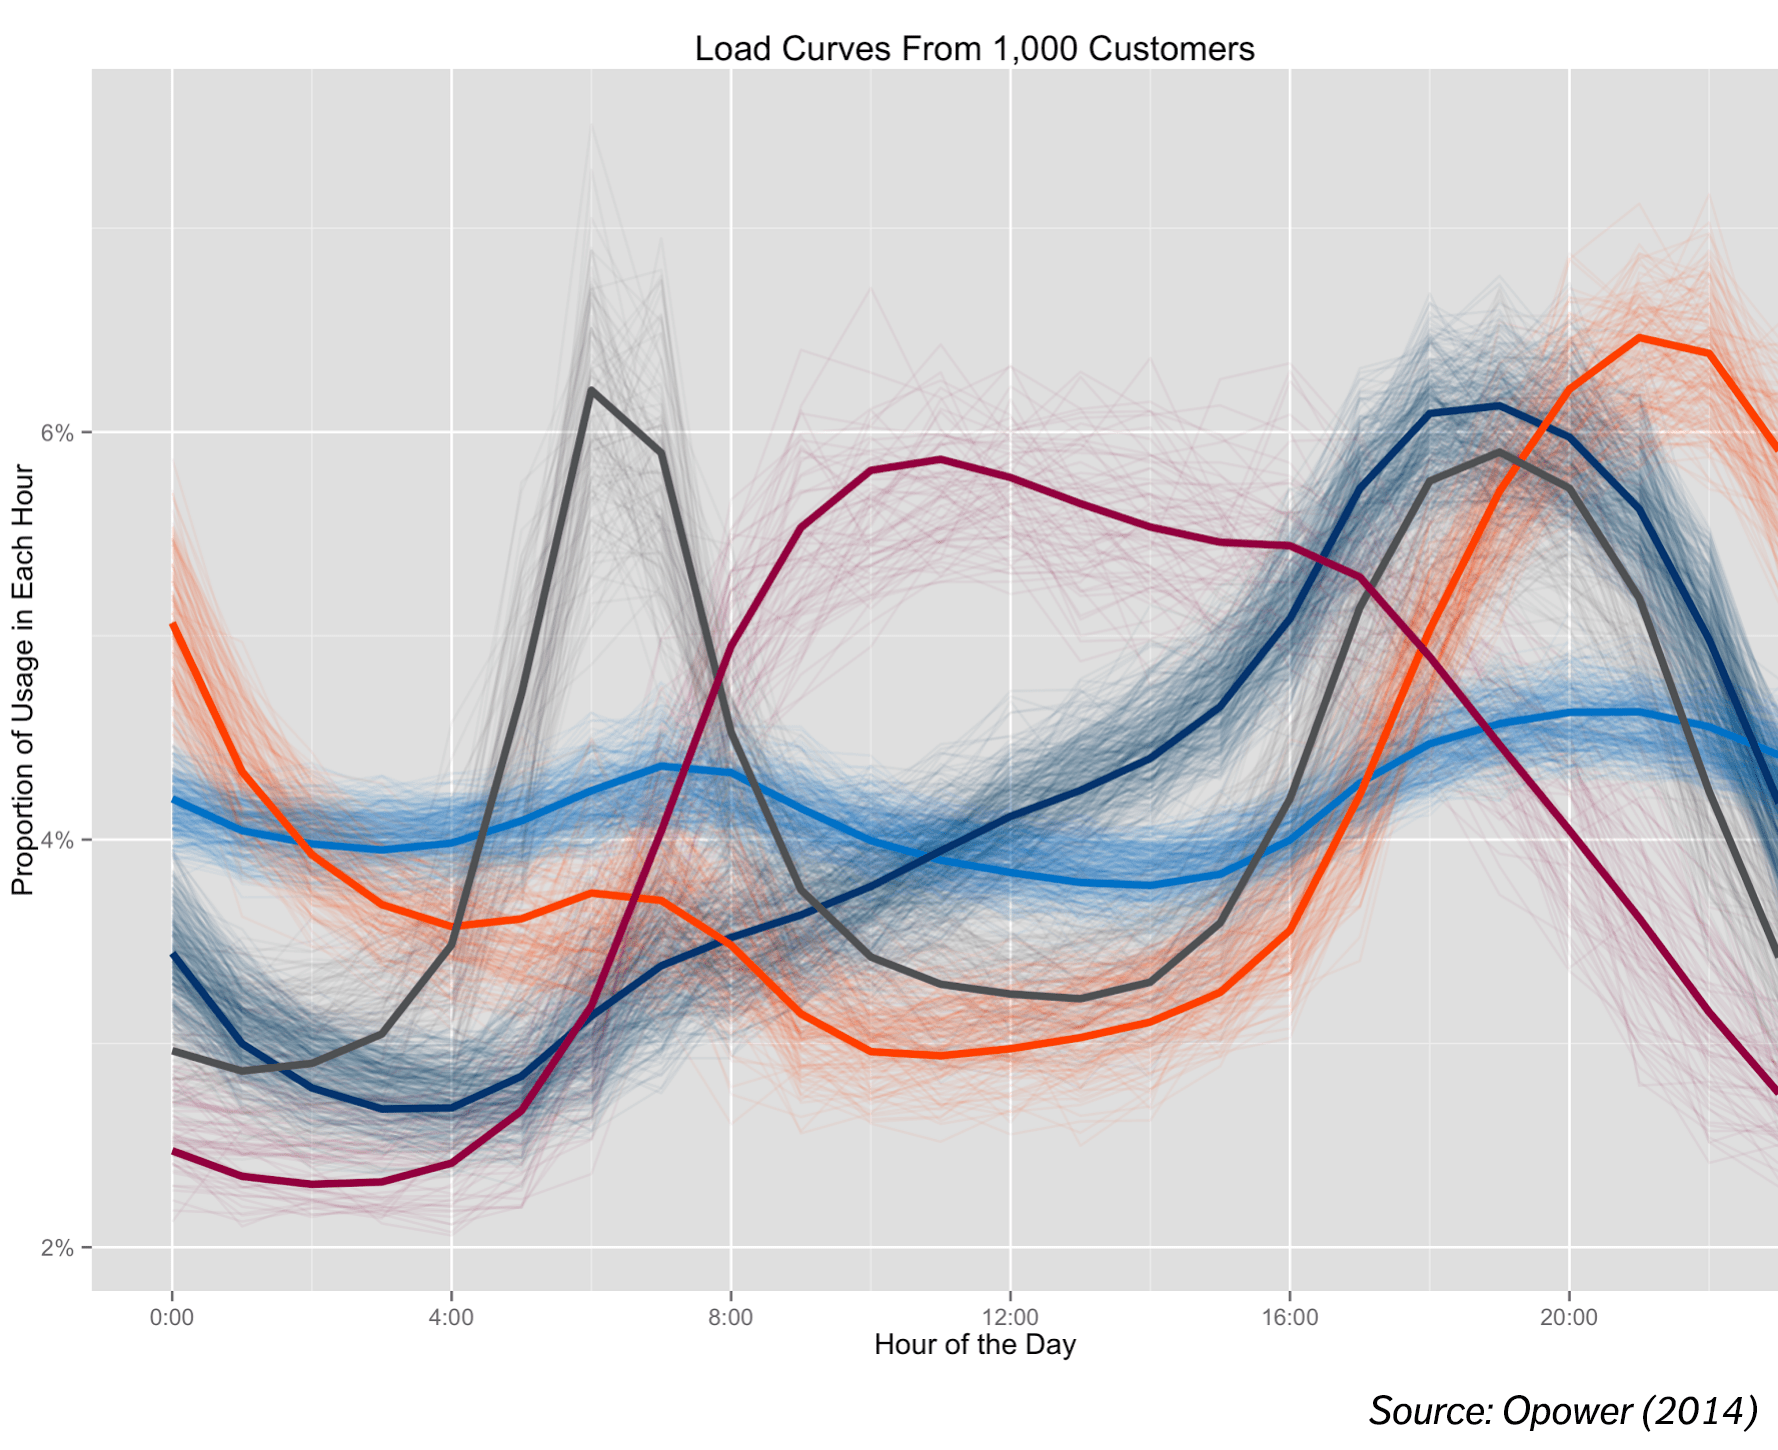 Load Curves From 1,000 Customers
Proportion of Usage in Each Hour
6%
4%
2%
0:00 4:00 8:00 12:00 16:00 20:00
Hour of the Day
Source: Opower (2014)